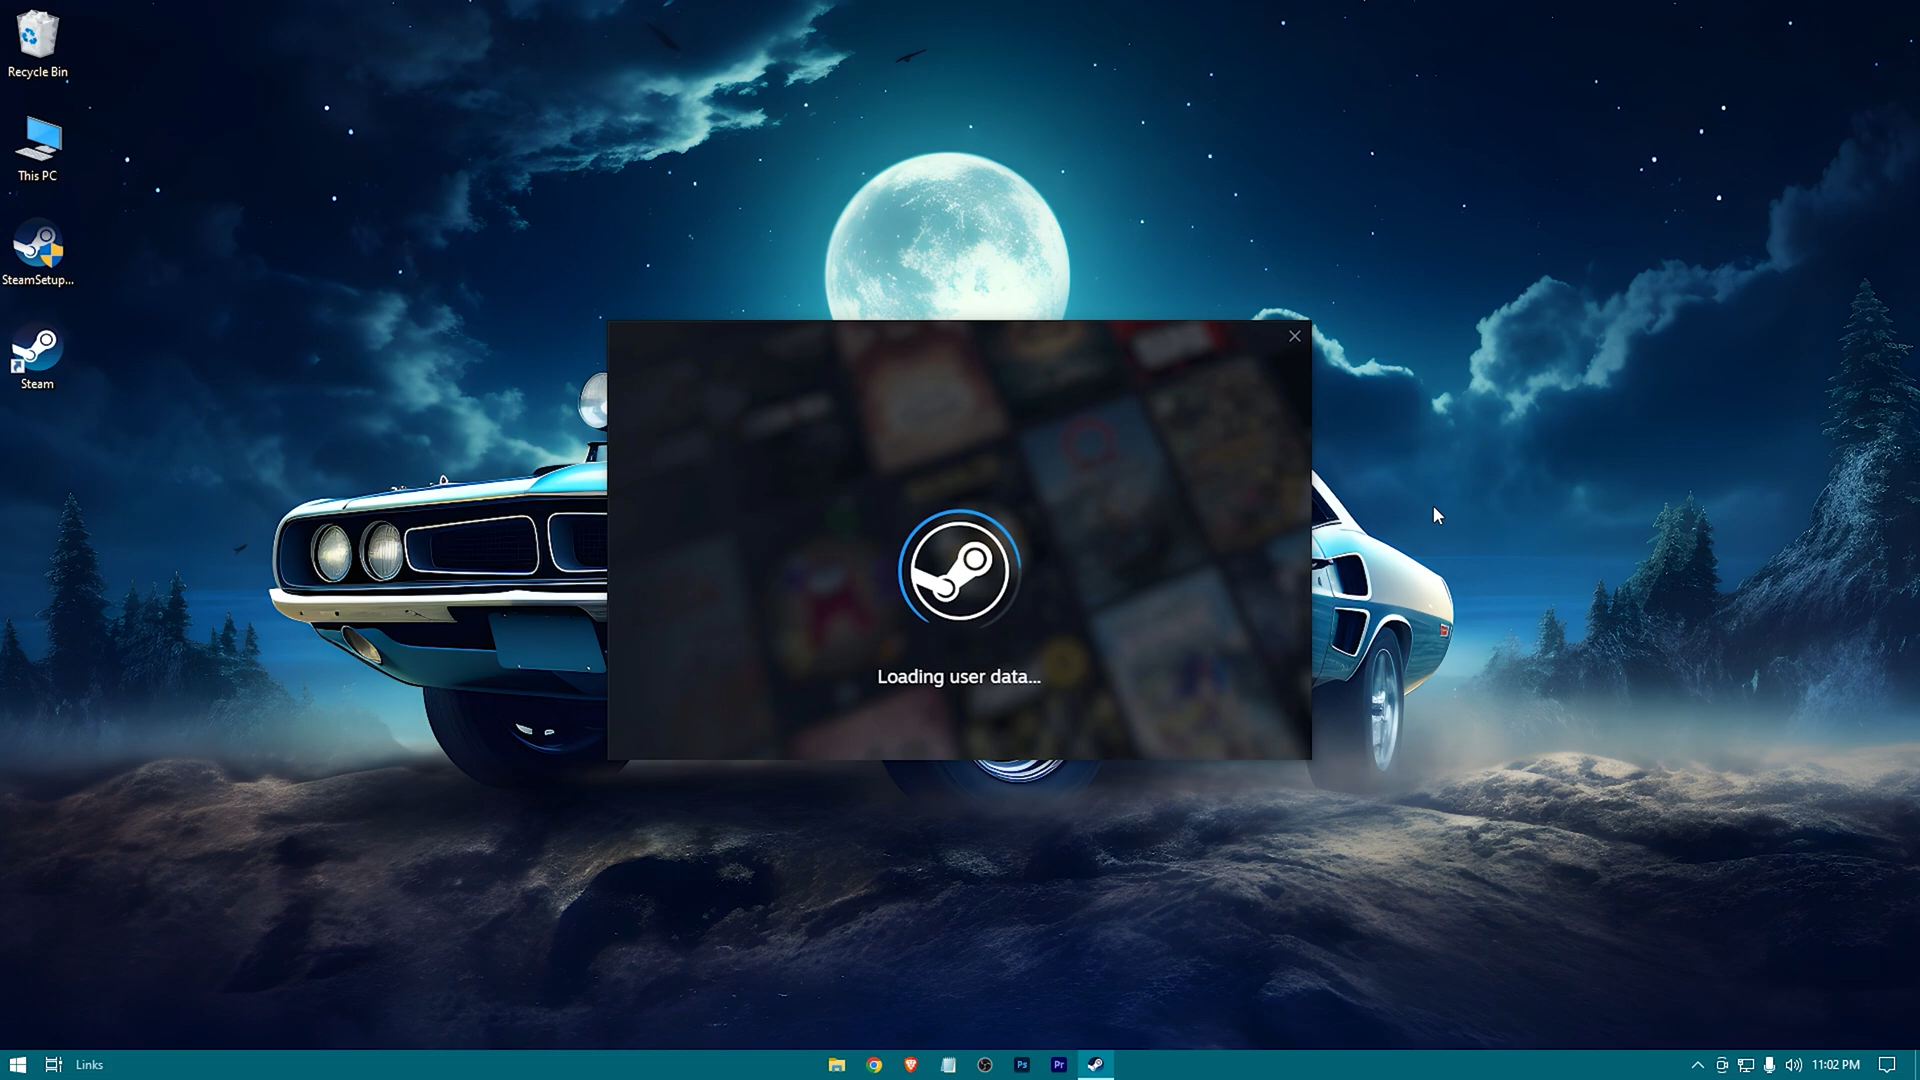 Recycle Bin
This PC
SteamSetup...
Steam
Loading user data...
Links
Ps
Pr
11:02 PM